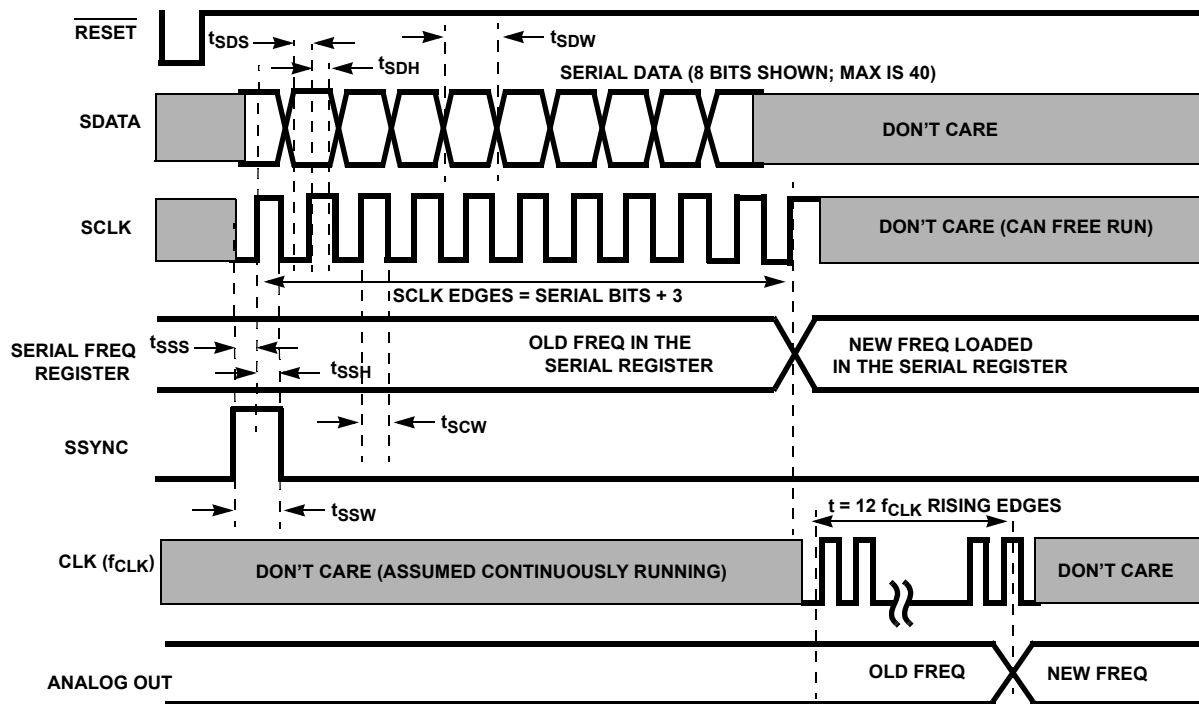 RESET
tSDS
tSDW
tSDH
SERIAL DATA (8 BITS SHOWN; MAX IS 40)
SDATA
DON'T CARE
SCLK
DON'T CARE (CAN FREE RUN)
SCLK EDGES = SERIAL BITS + 3
SERIAL FREQ
REGISTER
tSSS
tSSH
OLD FREQ IN THE
SERIAL REGISTER
NEW FREQ LOADED
IN THE SERIAL REGISTER
tSCW
SSYNC
tSSW
t = 12 fCLK RISING EDGES
CLK (fCLK)
DON'T CARE (ASSUMED CONTINUOUSLY RUNNING)
DON'T CARE
ANALOG OUT
OLD FREQ
NEW FREQ